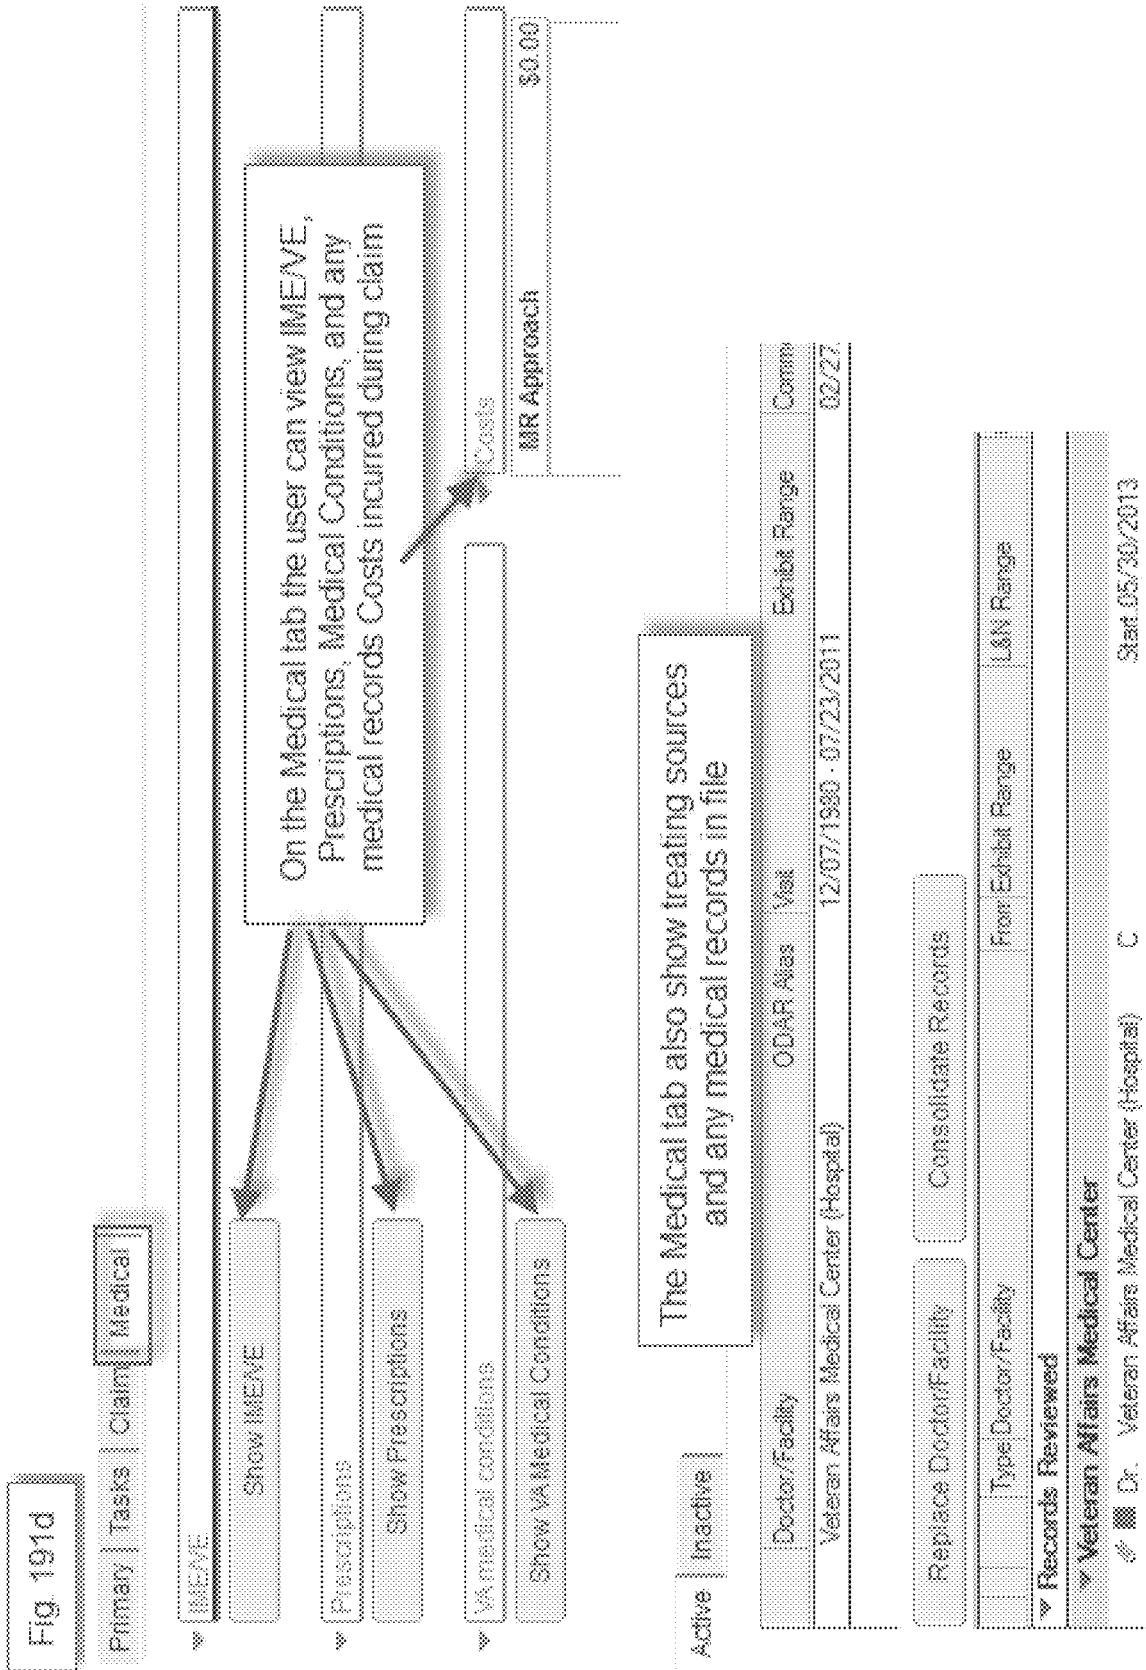 Fig. 191d
Primary Tasks Claim Medical
IME/VE
Show IME/VE
On the Medical tab the user can view IME/VE,
Prescriptions, Medical Conditions, and any
medical records Costs incurred during claim
Prescriptions
Show Prescriptions
VA medical conditions
Costs
Show VA Medical Conditions
MR Approach $0.00
The Medical tab also show treating sources
and any medical records in file
Active Inactive
Doctor/Facility ODAR Alias Visit Exhibit Range Comm
Veteran Affairs Medical Center (Hospital) 12/07/1980 - 07/23/2011 02/27
Replace Doctor/Facility Consolidate Records
Type Doctor/Facility From Exhibit Range L&N Range
Records Reviewed
Veteran Affairs Medical Center
Dr. Veteran Affairs Medical Center (Hospital) C Start 05/30/2013